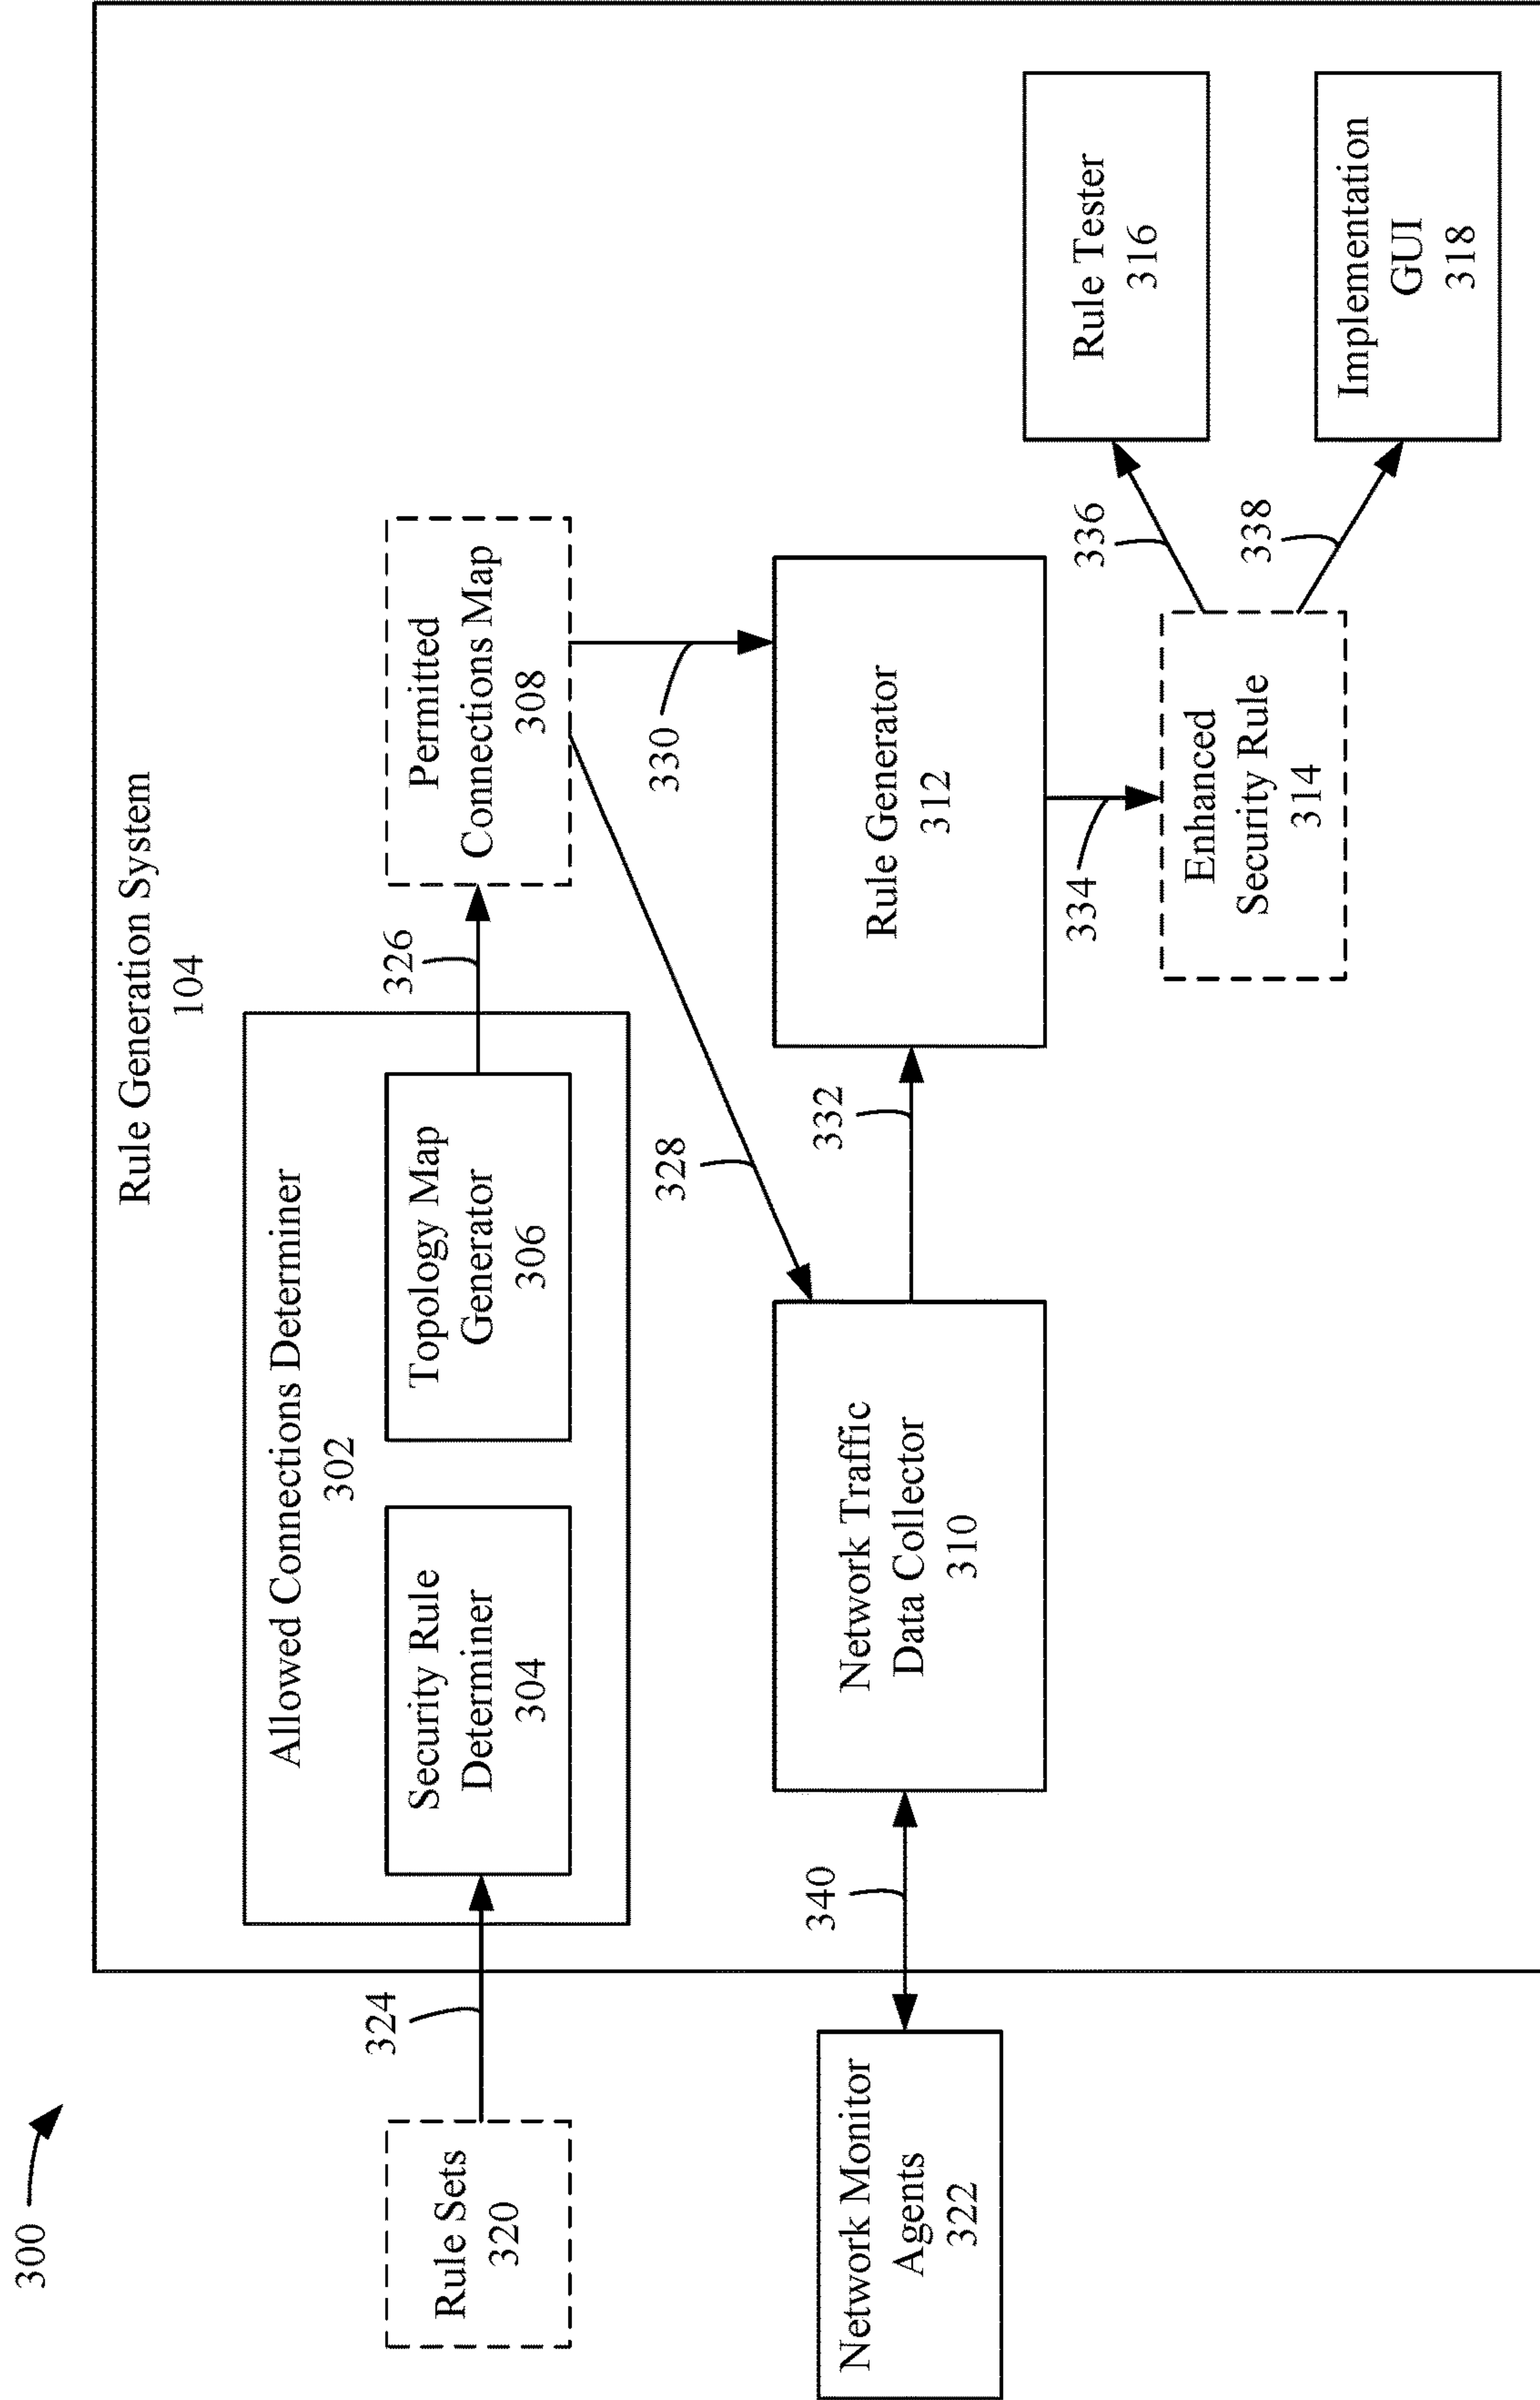 300
Rule Generation System
104
Allowed Connections Determiner
302
Rule Sets
320
324
Security Rule
Determiner
304
Topology Map
Generator
306
326
Permitted
Connections Map
308
328
330
Network Monitor
Agents
322
340
Network Traffic
Data Collector
310
332
Rule Generator
312
334
Enhanced
Security Rule
314
336
Rule Tester
316
338
Implementation
GUI
318